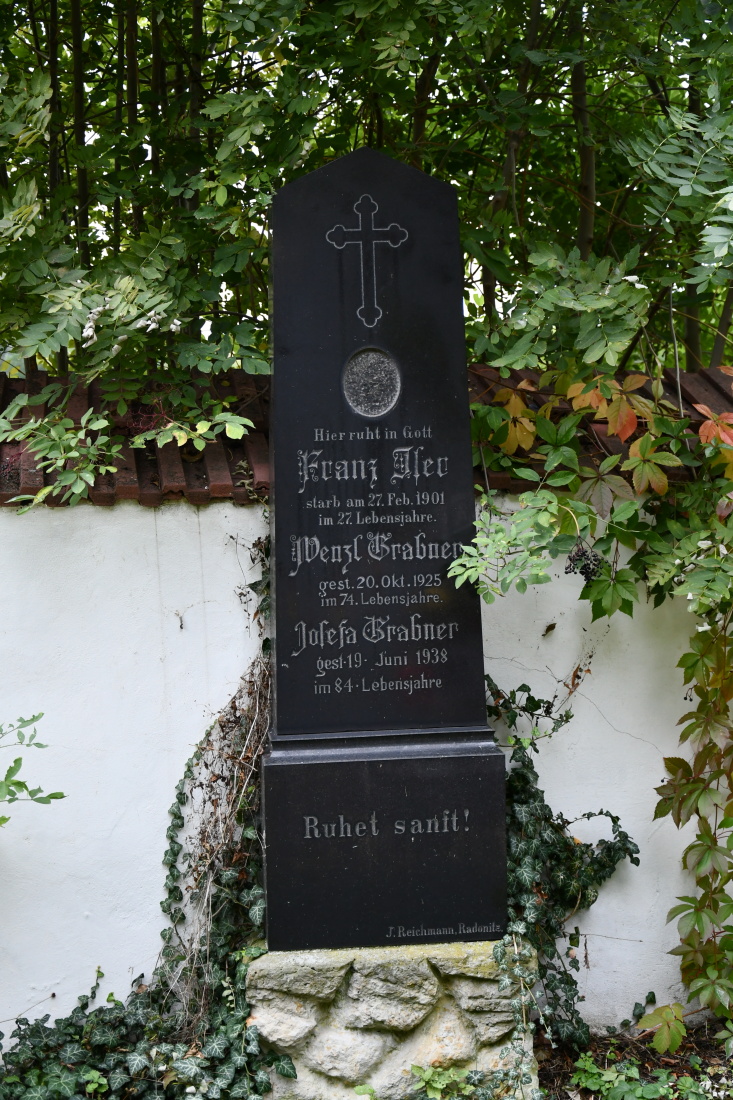 Hier ruht in Gott
Franz Iser
starb am 27. Feb. 1901
im 27. Lebensjahre.
Wenzl Grabner
gest. 20. Okt. 1925
im 74. Lebensjahre.
Josefa Grabner
gest. 19. Juni 1938
im 84. Lebensjahre
Ruhet sanft!
J. Reichmann, Radonitz.